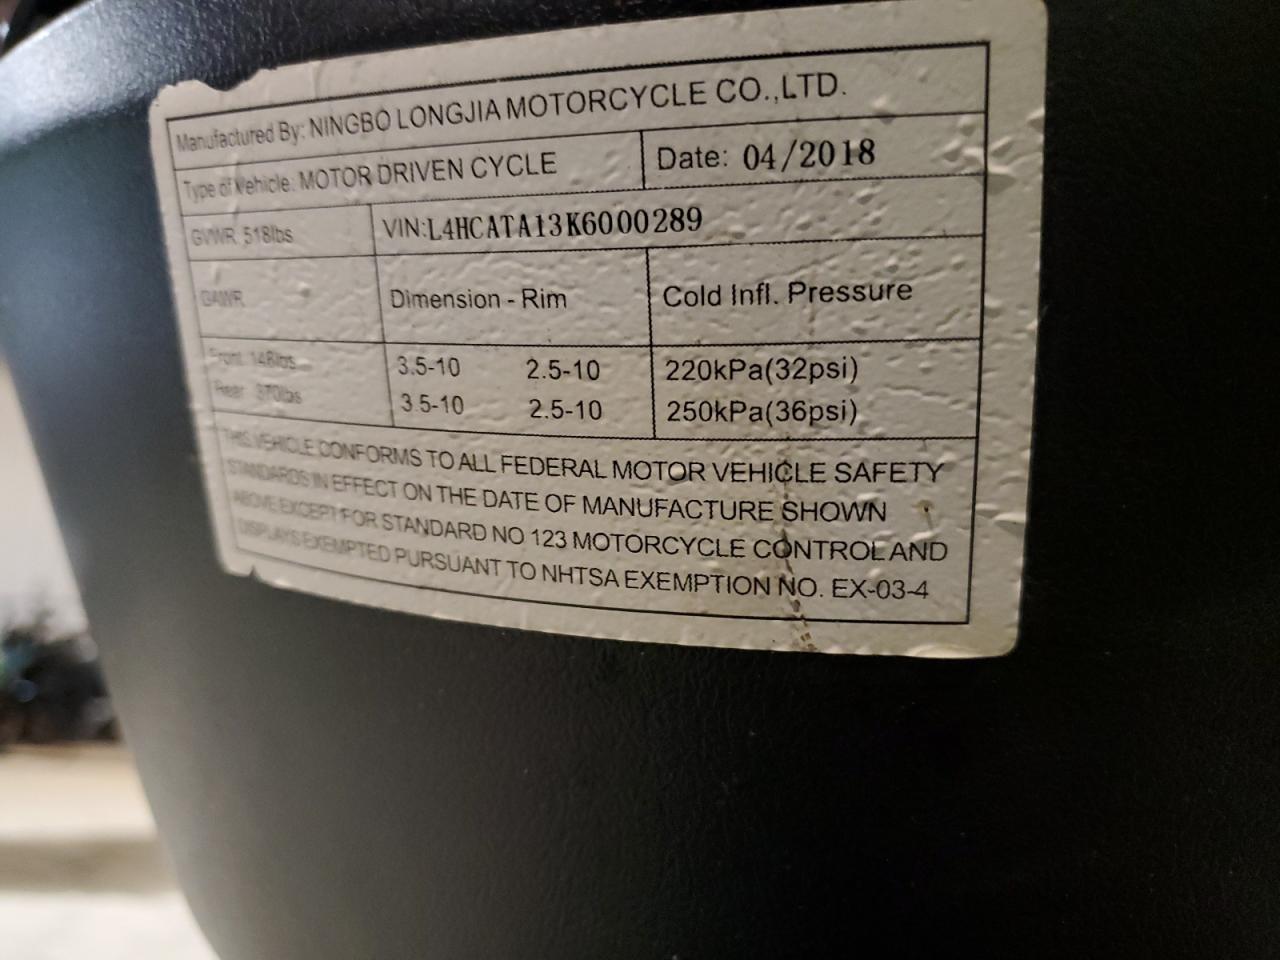 Manufactured By: NINGBO LONGJIA MOTORCYCLE CO.,LTD.
Type of Vehicle: MOTOR DRIVEN CYCLE Date: 04/2018
GVWR 518lbs VIN:L4HCATA13K6000289
GAWR Dimension - Rim Cold Infl. Pressure
Front 148lbs 3.5-10 2.5-10 220kPa(32psi)
Rear 370lbs 3.5-10 2.5-10 250kPa(36psi)
THIS VEHICLE CONFORMS TO ALL FEDERAL MOTOR VEHICLE SAFETY
STANDARDS IN EFFECT ON THE DATE OF MANUFACTURE SHOWN
ABOVE EXCEPT FOR STANDARD NO 123 MOTORCYCLE CONTROL AND
DISPLAYS EXEMPTED PURSUANT TO NHTSA EXEMPTION NO. EX-03-4